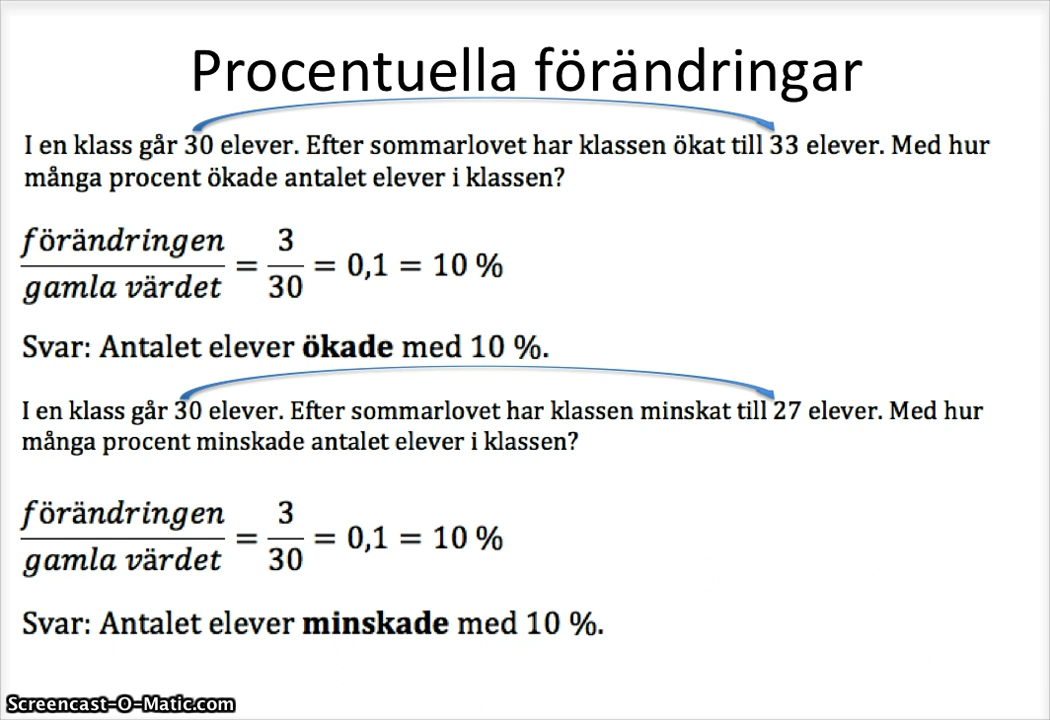 Procentuella förändringar
I en klass går 30 elever. Efter sommarlovet har klassen ökat till 33 elever. Med hur
många procent ökade antalet elever i klassen?
förändringen / gamla värdet = 3 / 30 = 0,1 = 10 %
Svar: Antalet elever ökade med 10 %.
I en klass går 30 elever. Efter sommarlovet har klassen minskat till 27 elever. Med hur
många procent minskade antalet elever i klassen?
förändringen / gamla värdet = 3 / 30 = 0,1 = 10 %
Svar: Antalet elever minskade med 10 %.
Screencast-O-Matic.com